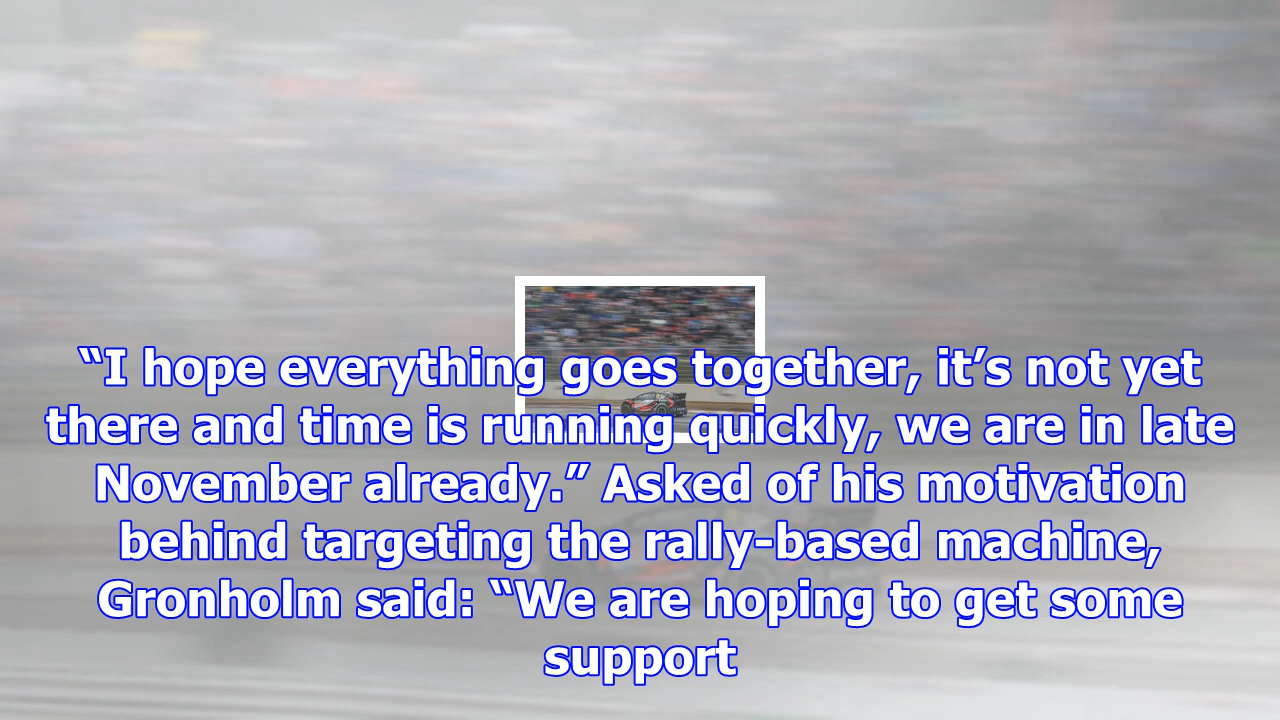 “I hope everything goes together, it’s not yet
there and time is running quickly, we are in late
November already.” Asked of his motivation
behind targeting the rally-based machine,
Gronholm said: “We are hoping to get some
support